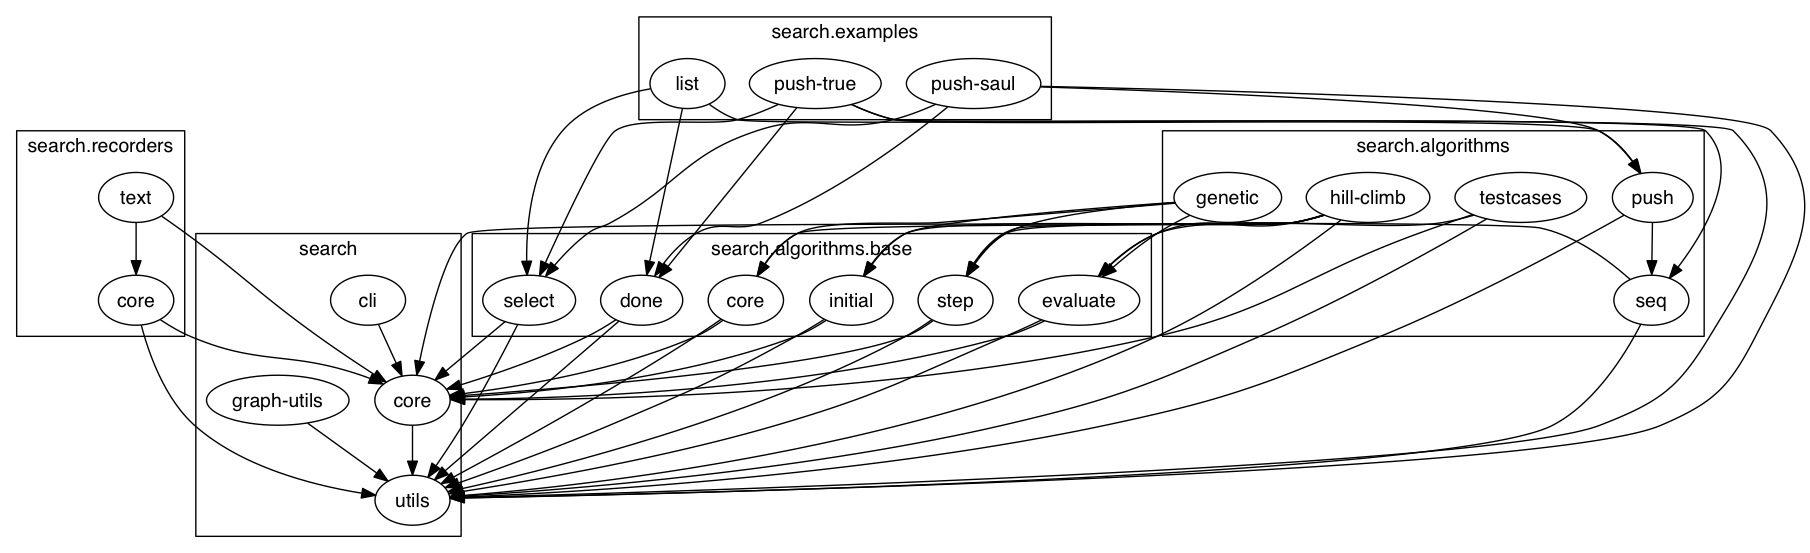 search.examples
list
push-true
push-saul
search.recorders
search.algorithms
text
genetic
hill-climb
testcases
push
search
search.algorithms.base
core
cli
select
done
core
initial
step
evaluate
seq
graph-utils
core
utils